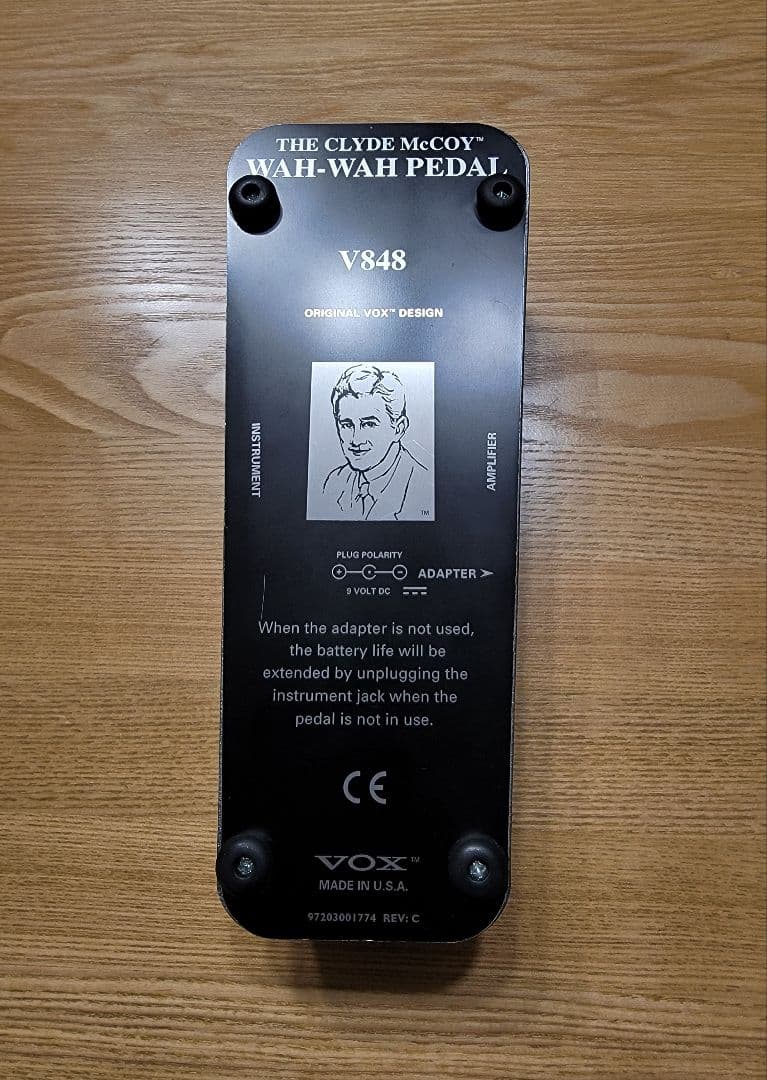 THE CLYDE McCOY™
WAH-WAH PEDAL
V848
ORIGINAL VOX™ DESIGN
INSTRUMENT
AMPLIFIER
TM
PLUG POLARITY
ADAPTER
9 VOLT DC
When the adapter is not used,
the battery life will be
extended by unplugging the
instrument jack when the
pedal is not in use.
CE
VOX™
MADE IN U.S.A.
97203001774 REV: C